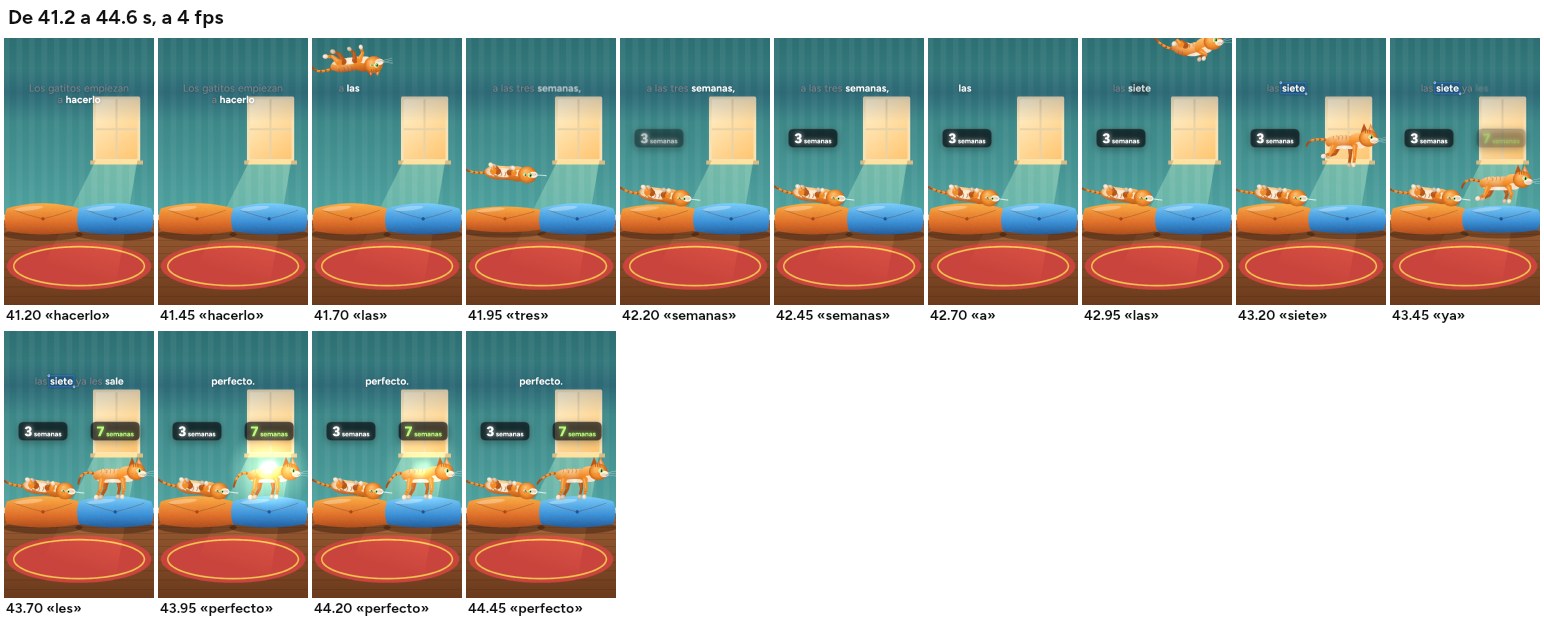 De 41.2 a 44.6 s, a 4 fps
Los gatitos empiezan
a hacerlo
41.20 «hacerlo»
Los gatitos empiezan
a hacerlo
41.45 «hacerlo»
a las
41.70 «las»
a las tres semanas,
41.95 «tres»
a las tres semanas,
3 semanas
42.20 «semanas»
a las tres semanas,
3 semanas
42.45 «semanas»
las
3 semanas
42.70 «a»
las siete
3 semanas
42.95 «las»
las siete
3 semanas
43.20 «siete»
las siete ya les
3 semanas
7 semanas
43.45 «ya»
las siete ya les sale
3 semanas
7 semanas
43.70 «les»
perfecto.
3 semanas
7 semanas
43.95 «perfecto»
perfecto.
3 semanas
7 semanas
44.20 «perfecto»
perfecto.
3 semanas
7 semanas
44.45 «perfecto»